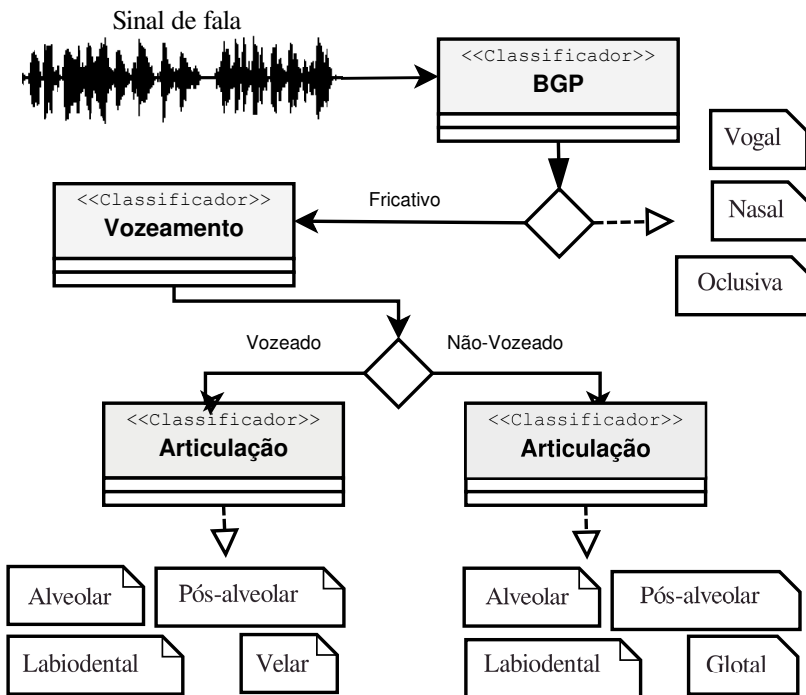 Sinal de fala
<<Classificador>>
BGP
Vogal
Nasal
Oclusiva
Fricativo
<<Classificador>>
Vozeamento
Vozeado
Não-Vozeado
<<Classificador>>
Articulação
<<Classificador>>
Articulação
Alveolar
Pós-alveolar
Labiodental
Velar
Alveolar
Pós-alveolar
Labiodental
Glotal